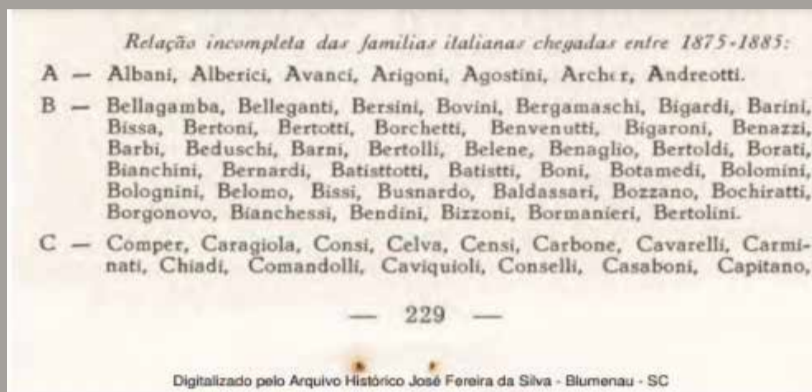 Relação incompleta das famílias italianas chegadas entre 1875-1885:
A — Albani, Alberici, Avanci, Arigoni, Agostini, Archer, Andreotti.
B — Bellagamba, Belleganti, Bersini, Bovini, Bergamaschi, Bigardi, Barini,
Bissa, Bertoni, Bertotti, Borchetti, Benvenutti, Bigaroni, Benazzi,
Barbi, Beduschi, Barni, Bertolli, Belene, Benaglio, Bertoldi, Borati,
Bianchini, Bernardi, Batisttotti, Batistti, Boni, Botamedi, Bolomini,
Bolognini, Belomo, Bissi, Busnardo, Baldassari, Bozzano, Bochiratti,
Borgonovo, Bianchessi, Bendini, Bizzoni, Bormanieri, Bertolini.
C — Comper, Caragiola, Consi, Celva, Censi, Carbone, Cavarelli, Carmi-
nati, Chiadi, Comandolli, Caviquioli, Conselli, Casaboni, Capitano,
— 229 —
Digitalizado pelo Arquivo Histórico José Fereira da Silva - Blumenau - SC